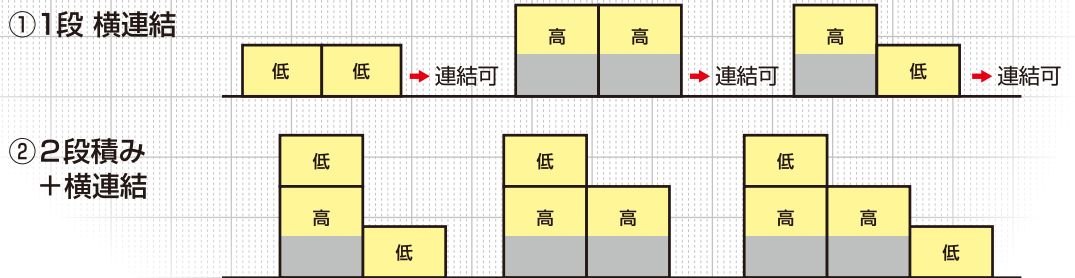 ①1段 横連結
低 低 連結可
高 高 連結可
高 低 連結可
②2段積み
＋横連結
低
高 低
低
高 高
低
高 高 低